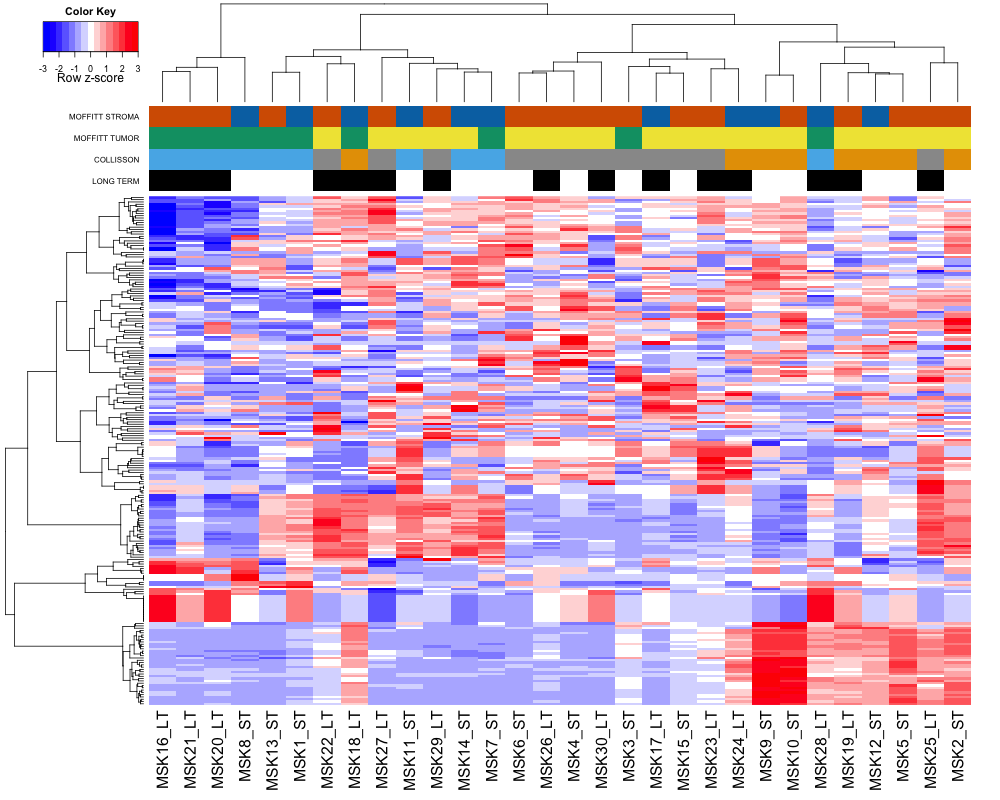 Color Key
-3 -2 -1 0 1 2 3
Row z-score
MOFFITT STROMA
MOFFITT TUMOR
COLLISSON
LONG TERM
MSK16_LT
MSK21_LT
MSK20_LT
MSK8_ST
MSK13_ST
MSK1_ST
MSK22_LT
MSK18_LT
MSK27_LT
MSK11_ST
MSK29_LT
MSK14_ST
MSK7_ST
MSK6_ST
MSK26_LT
MSK4_ST
MSK30_LT
MSK3_ST
MSK17_LT
MSK15_ST
MSK23_LT
MSK24_LT
MSK9_ST
MSK10_ST
MSK28_LT
MSK19_LT
MSK12_ST
MSK5_ST
MSK25_LT
MSK2_ST